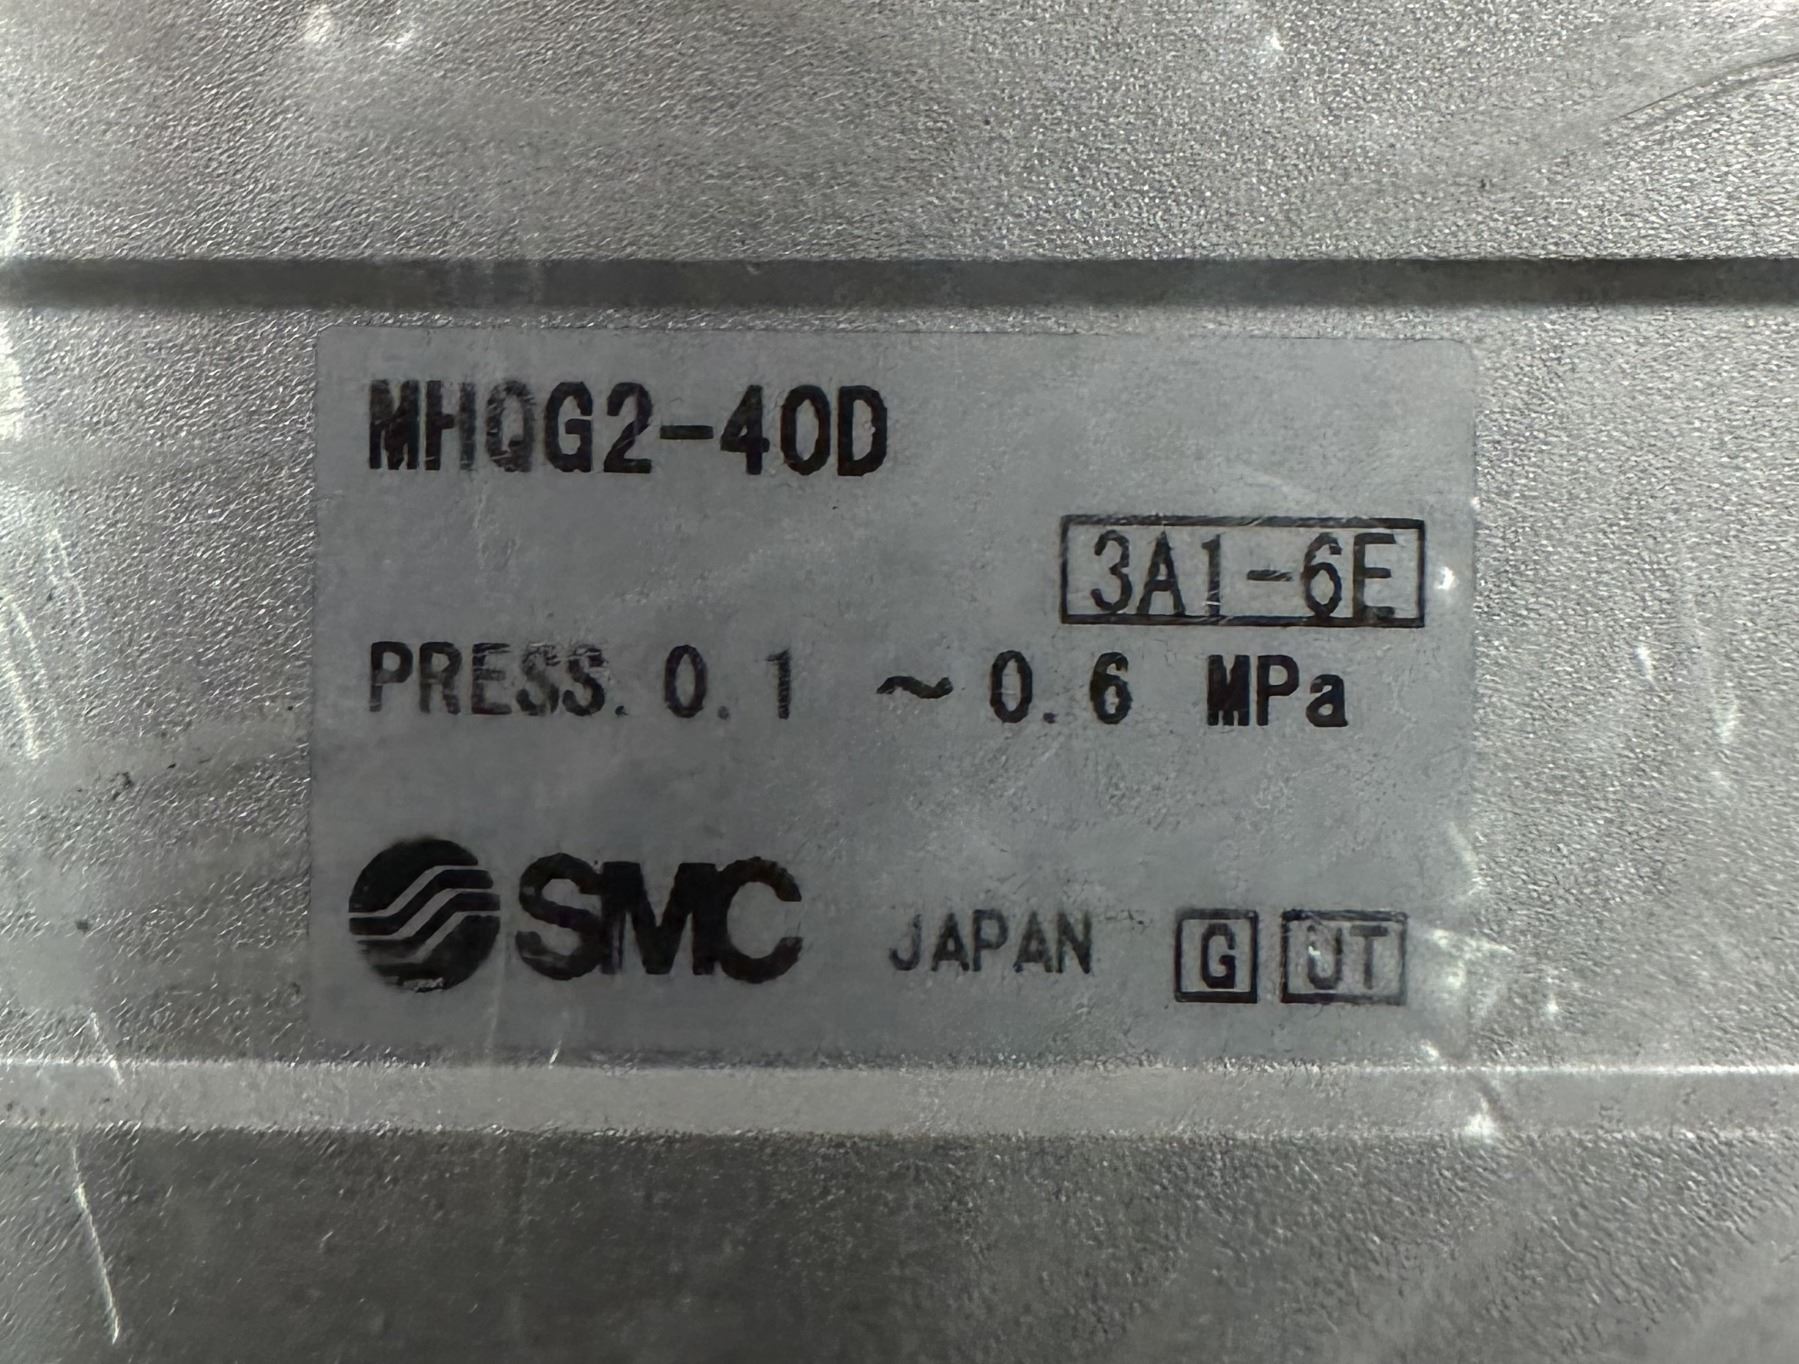 MHQG2-40D
3A1-6E
PRESS. 0.1 ~ 0.6 MPa
SMC JAPAN G UT